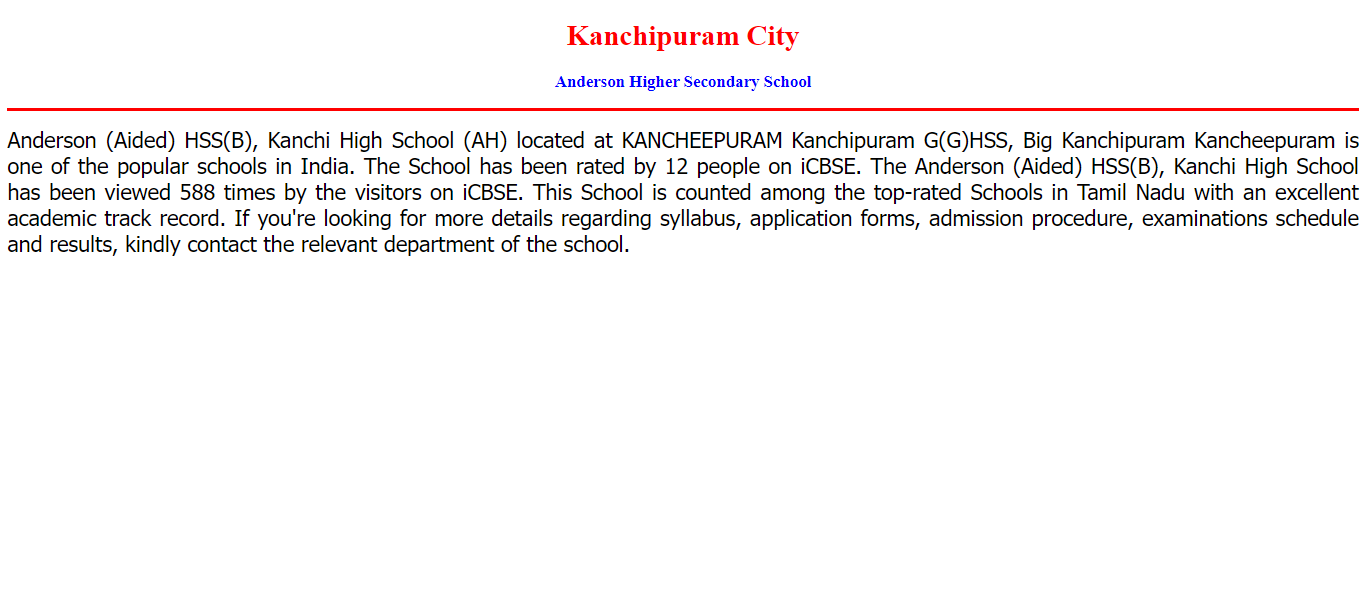 Kanchipuram City
Anderson Higher Secondary School
Anderson (Aided) HSS(B), Kanchi High School (AH) located at KANCHEEPURAM Kanchipuram G(G)HSS, Big Kanchipuram Kancheepuram is
one of the popular schools in India. The School has been rated by 12 people on iCBSE. The Anderson (Aided) HSS(B), Kanchi High School
has been viewed 588 times by the visitors on iCBSE. This School is counted among the top-rated Schools in Tamil Nadu with an excellent
academic track record. If you're looking for more details regarding syllabus, application forms, admission procedure, examinations schedule
and results, kindly contact the relevant department of the school.